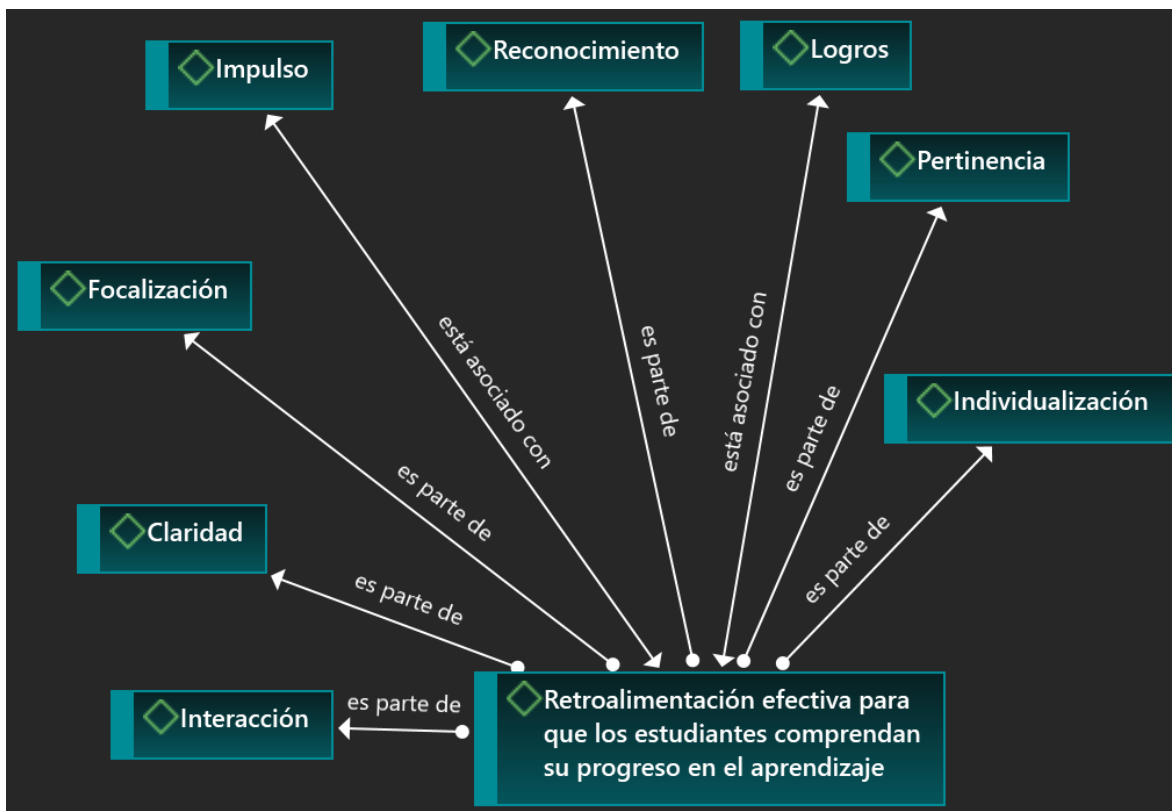 Impulso
Reconocimiento
Logros
Pertinencia
Focalización
Individualización
Claridad
Interacción
está asociado con
es parte de
está asociado con
es parte de
es parte de
es parte de
es parte de
es parte de
Retroalimentación efectiva para
que los estudiantes comprendan
su progreso en el aprendizaje